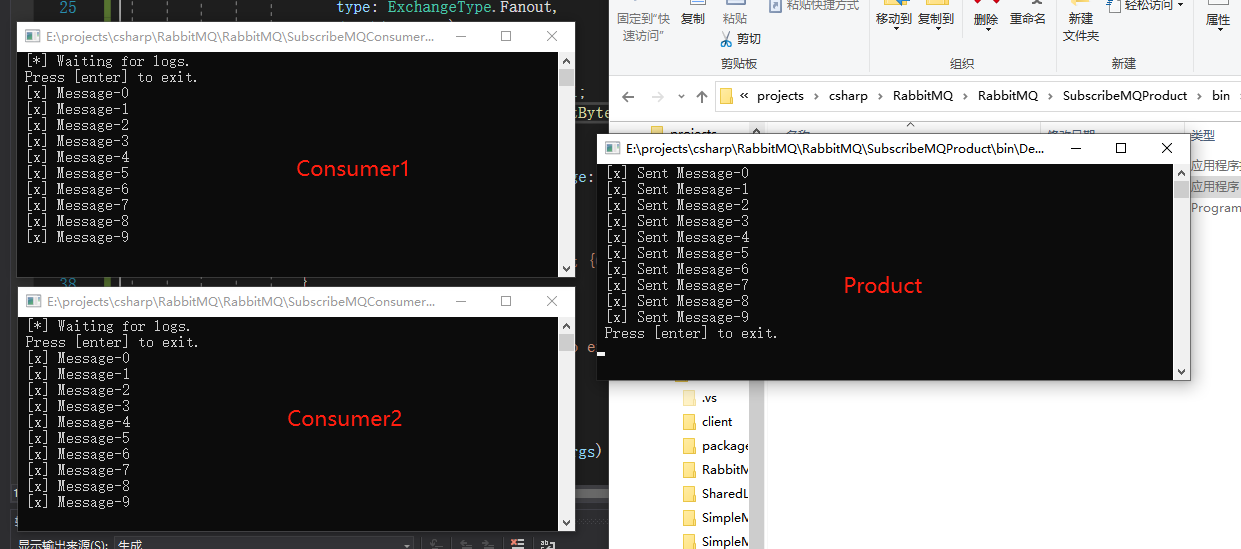 25
type: ExchangeType.Fanout,
E:\projects\csharp\RabbitMQ\RabbitMQ\SubscribeMQConsumer...
[*] Waiting for logs.
Press [enter] to exit.
[x] Message-0
[x] Message-1
[x] Message-2
[x] Message-3
[x] Message-4
[x] Message-5
[x] Message-6
[x] Message-7
[x] Message-8
[x] Message-9
Consumer1
38
E:\projects\csharp\RabbitMQ\RabbitMQ\SubscribeMQConsumer...
[*] Waiting for logs.
Press [enter] to exit.
[x] Message-0
[x] Message-1
[x] Message-2
[x] Message-3
[x] Message-4
[x] Message-5
[x] Message-6
[x] Message-7
[x] Message-8
[x] Message-9
Consumer2
显示输出来源(S): 生成
固定到“快
速访问”
复制
粘贴
粘贴快捷方式
剪切
剪贴板
移动到
复制到
删除
重命名
组织
新建
文件夹
轻松访问
新建
属性
« projects › csharp › RabbitMQ › RabbitMQ › SubscribeMQProduct › bin ›
projects
名称
修改日期
类型
应用程序
应用程序
Program
E:\projects\csharp\RabbitMQ\RabbitMQ\SubscribeMQProduct\bin\De...
[x] Sent Message-0
[x] Sent Message-1
[x] Sent Message-2
[x] Sent Message-3
[x] Sent Message-4
[x] Sent Message-5
[x] Sent Message-6
[x] Sent Message-7
[x] Sent Message-8
[x] Sent Message-9
Press [enter] to exit.
Product
.vs
client
package
RabbitM
SharedL
SimpleM
SimpleM